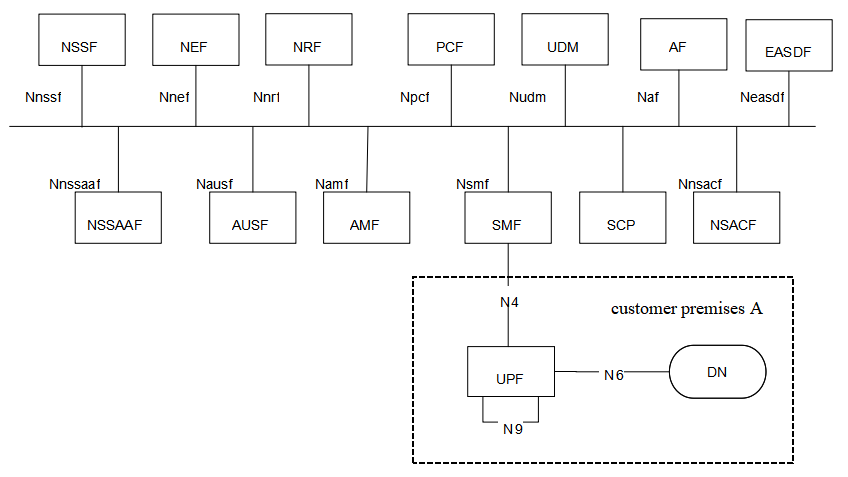 NSSF NEF NRF PCF UDM AF EASDF
Nnssf Nnef Nnrf Npcf Nudm Naf Neasdf
Nnssaaf Nausf Namf Nsmf Nnsacf
NSSAAF AUSF AMF SMF SCP NSACF
N4 customer premises A
UPF N6 DN
N9